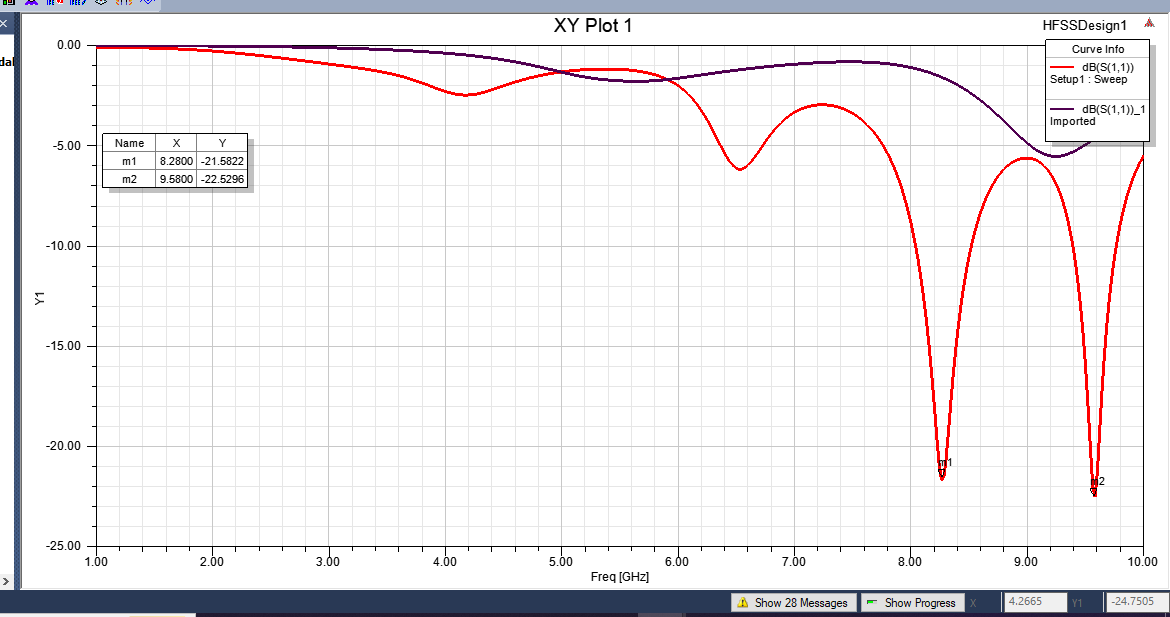 XY Plot 1
HFSSDesign1
Curve Info
dB(S(1,1))
Setup1 : Sweep
dB(S(1,1))_1
Imported
Name X Y
m1 8.2800 -21.5822
m2 9.5800 -22.5296
0.00
-5.00
-10.00
-15.00
-20.00
-25.00
Y1
m1
m2
1.00 2.00 3.00 4.00 5.00 6.00 7.00 8.00 9.00 10.00
Freq [GHz]
Show 28 Messages Show Progress X 4.2665 Y1 -24.7505